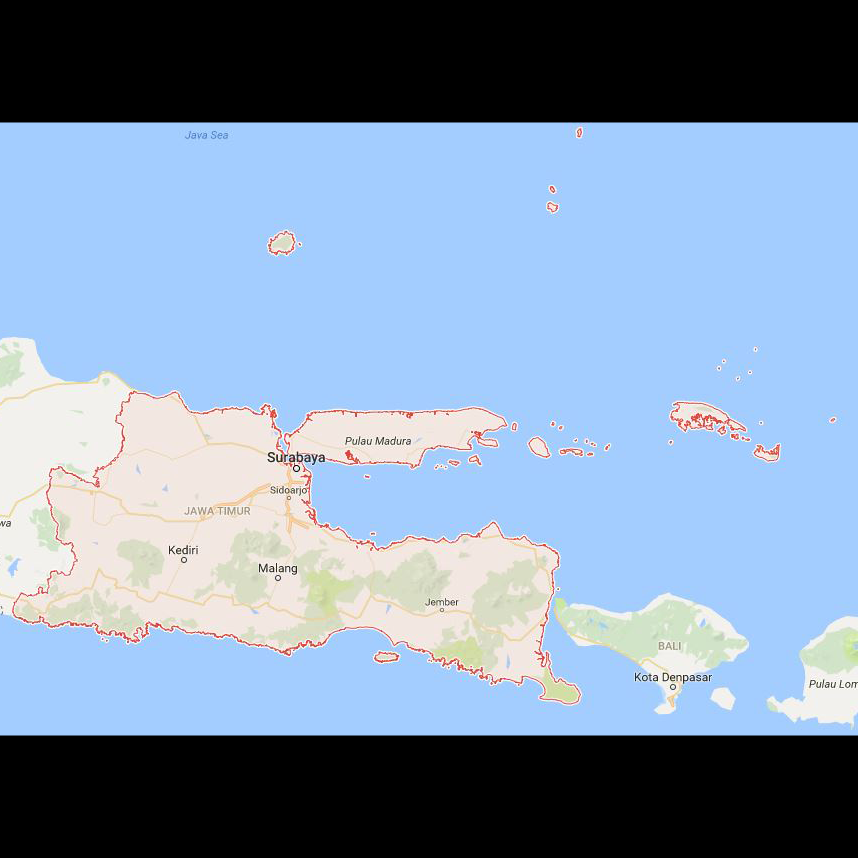 Java Sea
Pulau Madura
Surabaya
Sidoarjo
JAWA TIMUR
wa
Kediri
Malang
Jember
BALI
Kota Denpasar
Pulau Lom